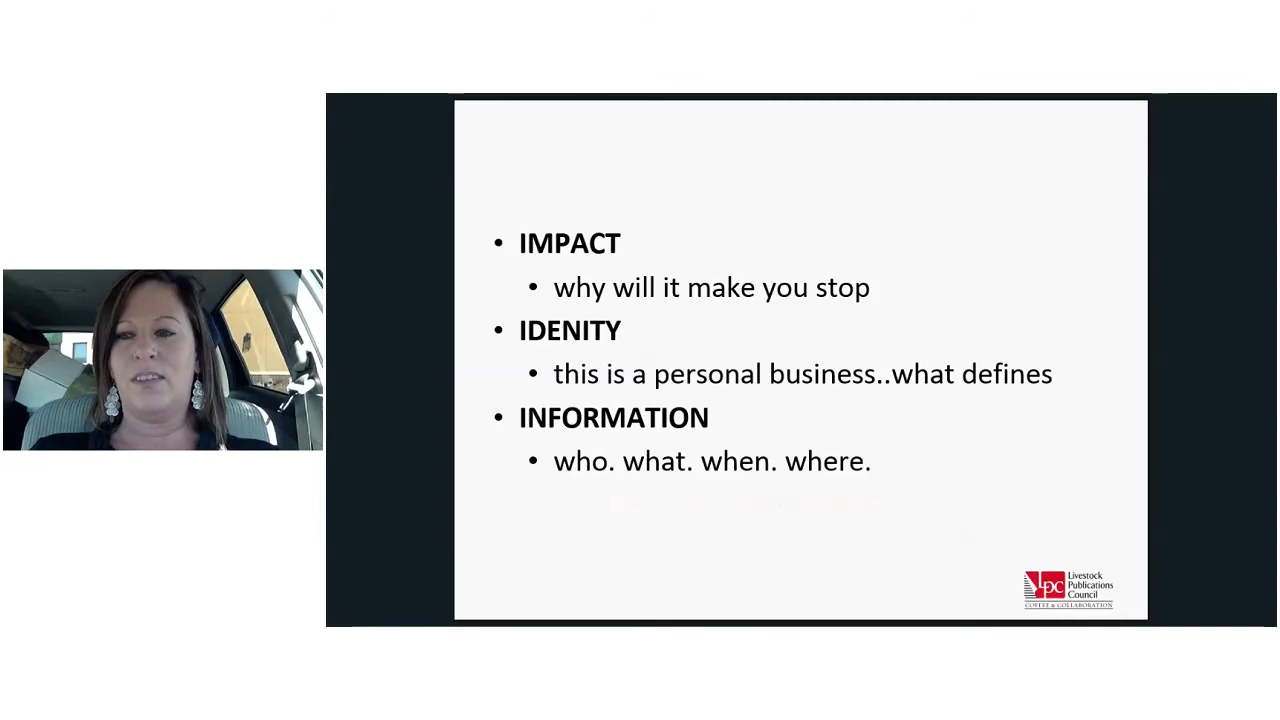 • IMPACT
• why will it make you stop
• IDENITY
• this is a personal business..what defines
• INFORMATION
• who. what. when. where.
LPC
Livestock
Publications
Council
COFFEE & COLLABORATION